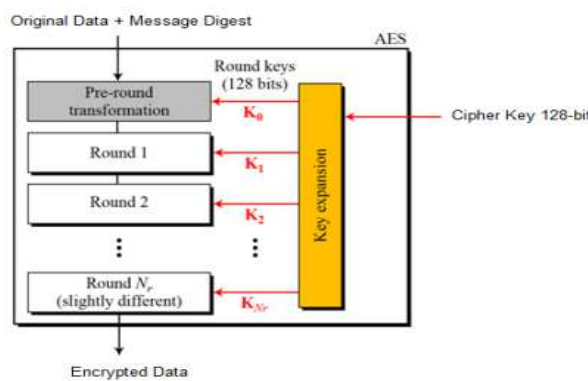 Original Data + Message Digest
AES
Round keys
(128 bits)
Pre-round
transformation
K0
Cipher Key 128-bit
Round 1
K1
Round 2
K2
Key expansion
Round Nr
(slightly different)
KNr
Encrypted Data